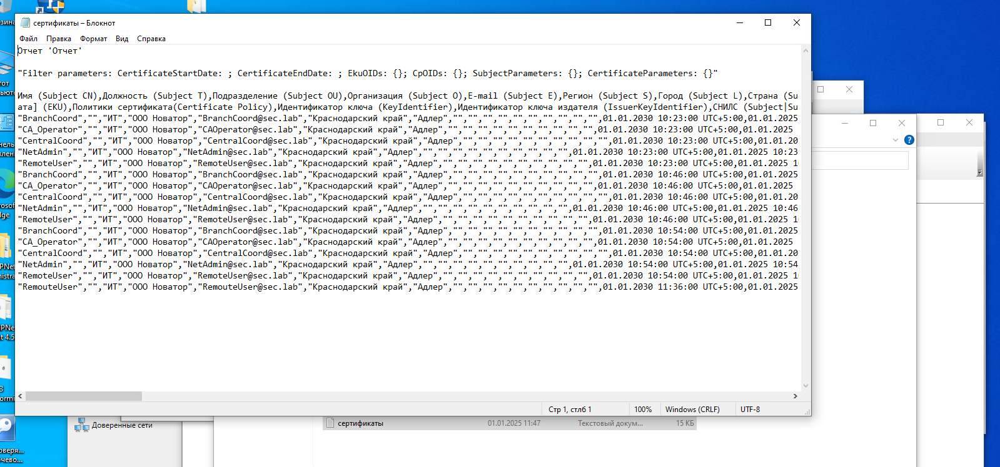 сертификаты – Блокнот
Файл Правка Формат Вид Справка
Отчет 'Отчет'
"Filter parameters: CertificateStartDate: ; CertificateEndDate: ; EkuOIDs: {}; CpOIDs: {}; SubjectParameters: {}; CertificateParameters: {}"
Имя (Subject CN),Должность (Subject T),Подразделение (Subject OU),Организация (Subject O),E-mail (Subject E),Регион (Subject S),Город (Subject L),Страна (Su
ата] (EKU),Политики сертификата(Certificate Policy),Идентификатор ключа (KeyIdentifier),Идентификатор ключа издателя (IssuerKeyIdentifier),СНИЛС (Subject|Su
"BranchCoord","","ИТ","ООО Новатор","BranchCoord@sec.lab","Краснодарский край","Адлер","","","","","","","","",01.01.2030 10:23:00 UTC+5:00,01.01.2025
"CA_Operator","","ИТ","ООО Новатор","CAOperator@sec.lab","Краснодарский край","Адлер","","","","","","","","",01.01.2030 10:23:00 UTC+5:00,01.01.2025
"CentralCoord","","ИТ","ООО Новатор","CentralCoord@sec.lab","Краснодарский край","Адлер","","","","","","","","",01.01.2030 10:23:00 UTC+5:00,01.01.20
"NetAdmin","","ИТ","ООО Новатор","NetAdmin@sec.lab","Краснодарский край","Адлер","","","","","","","","",01.01.2030 10:23:00 UTC+5:00,01.01.2025 10:23
"RemoteUser","","ИТ","ООО Новатор","RemoteUser@sec.lab","Краснодарский край","Адлер","","","","","","","","",01.01.2030 10:23:00 UTC+5:00,01.01.2025 1
"BranchCoord","","ИТ","ООО Новатор","BranchCoord@sec.lab","Краснодарский край","Адлер","","","","","","","","",01.01.2030 10:46:00 UTC+5:00,01.01.2025
"CA_Operator","","ИТ","ООО Новатор","CAOperator@sec.lab","Краснодарский край","Адлер","","","","","","","","",01.01.2030 10:46:00 UTC+5:00,01.01.2025
"CentralCoord","","ИТ","ООО Новатор","CentralCoord@sec.lab","Краснодарский край","Адлер","","","","","","","","",01.01.2030 10:46:00 UTC+5:00,01.01.20
"NetAdmin","","ИТ","ООО Новатор","NetAdmin@sec.lab","Краснодарский край","Адлер","","","","","","","","",01.01.2030 10:46:00 UTC+5:00,01.01.2025 10:46
"RemoteUser","","ИТ","ООО Новатор","RemoteUser@sec.lab","Краснодарский край","Адлер","","","","","","","","",01.01.2030 10:46:00 UTC+5:00,01.01.2025 1
"BranchCoord","","ИТ","ООО Новатор","BranchCoord@sec.lab","Краснодарский край","Адлер","","","","","","","","",01.01.2030 10:54:00 UTC+5:00,01.01.2025
"CA_Operator","","ИТ","ООО Новатор","CAOperator@sec.lab","Краснодарский край","Адлер","","","","","","","","",01.01.2030 10:54:00 UTC+5:00,01.01.2025
"CentralCoord","","ИТ","ООО Новатор","CentralCoord@sec.lab","Краснодарский край","Адлер","","","","","","","","",01.01.2030 10:54:00 UTC+5:00,01.01.20
"NetAdmin","","ИТ","ООО Новатор","NetAdmin@sec.lab","Краснодарский край","Адлер","","","","","","","","",01.01.2030 10:54:00 UTC+5:00,01.01.2025 10:54
"RemoteUser","","ИТ","ООО Новатор","RemoteUser@sec.lab","Краснодарский край","Адлер","","","","","","","","",01.01.2030 10:54:00 UTC+5:00,01.01.2025 1
"RemouteUser","","ИТ","ООО Новатор","RemouteUser@sec.lab","Краснодарский край","Адлер","","","","","","","","",01.01.2030 11:36:00 UTC+5:00,01.01.2025
Стр 1, стлб 1 100% Windows (CRLF) UTF-8
Доверенные сети
сертификаты 01.01.2025 11:47 Текстовый докум... 15 КБ